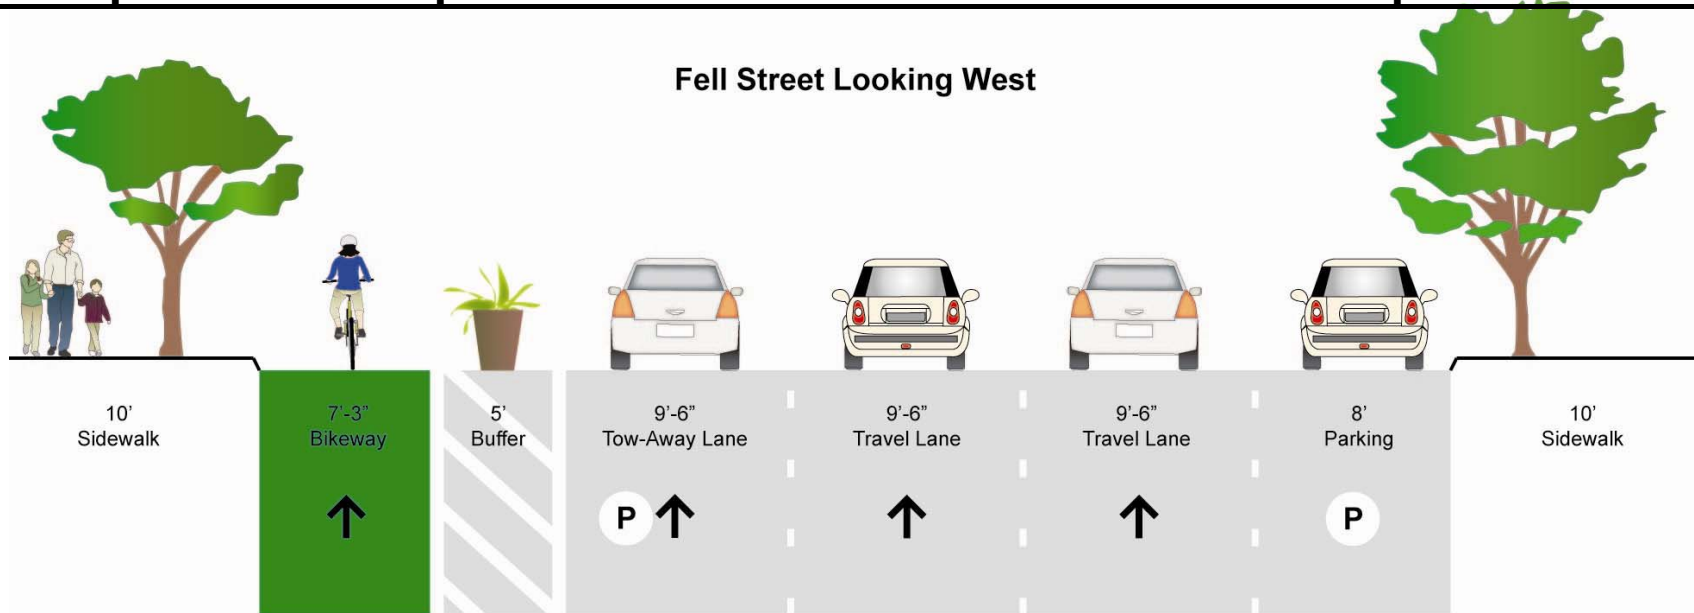 Fell Street Looking West
10’
Sidewalk
7’-3”
Bikeway
5’
Buffer
9’-6”
Tow-Away Lane
9’-6”
Travel Lane
9’-6”
Travel Lane
8’
Parking
10’
Sidewalk
P
P